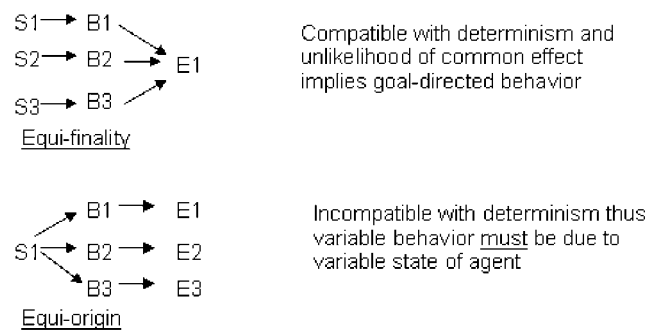 S1 B1
S2 B2 E1
S3 B3
Equi-finality
Compatible with determinism and
unlikelihood of common effect
implies goal-directed behavior
B1 E1
S1 B2 E2
B3 E3
Equi-origin
Incompatible with determinism thus
variable behavior must be due to
variable state of agent